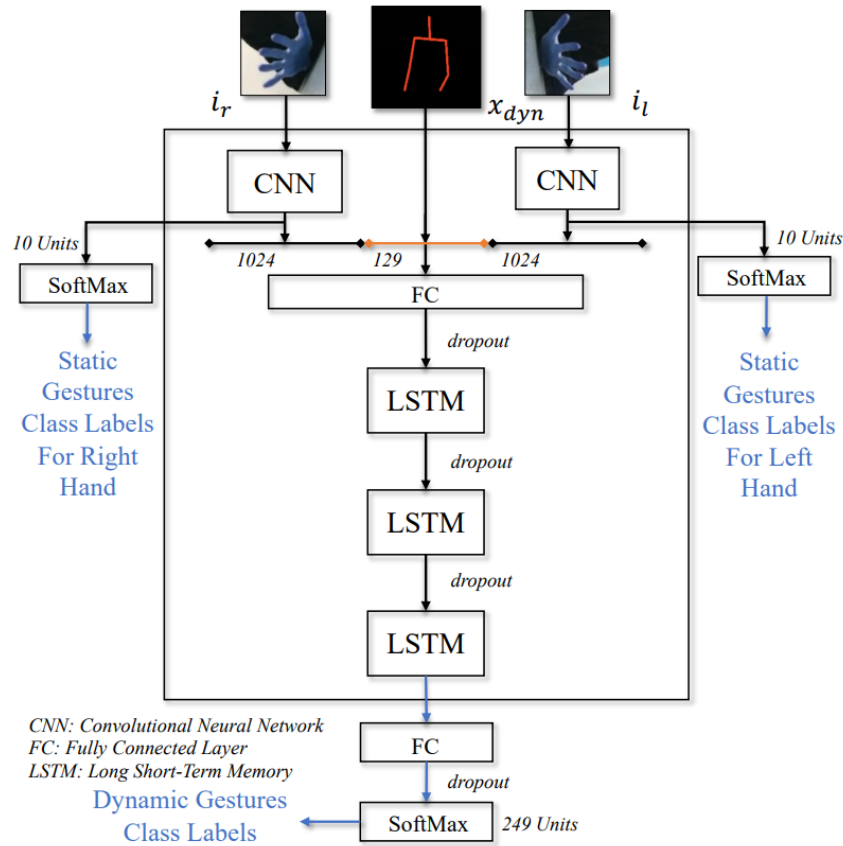 i_r
x_dyn
i_l
CNN
CNN
10 Units
10 Units
1024
129
1024
SoftMax
SoftMax
FC
Static
Gestures
Class Labels
For Right
Hand
Static
Gestures
Class Labels
For Left
Hand
dropout
LSTM
dropout
LSTM
dropout
LSTM
CNN: Convolutional Neural Network
FC: Fully Connected Layer
LSTM: Long Short-Term Memory
FC
dropout
Dynamic Gestures
Class Labels
SoftMax
249 Units